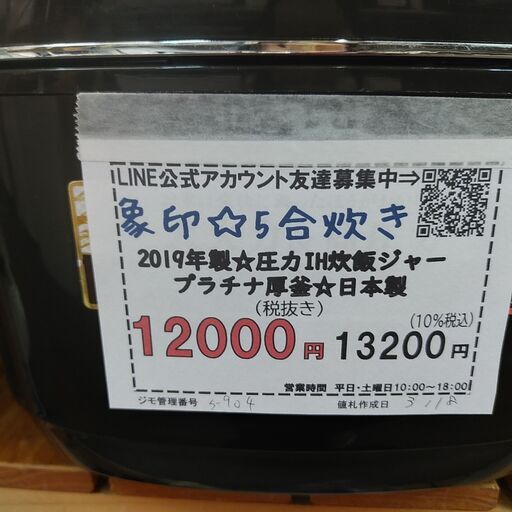 LINE公式アカウント友達募集中⇒
象印☆5合炊き
2019年製☆圧力IH炊飯ジャー
プラチナ厚釜☆日本製
(税抜き)
12000円
(10%税込)
13200円
営業時間 平日・土曜日10:00～18:00
ジモ管理番号 5-904
値札作成日